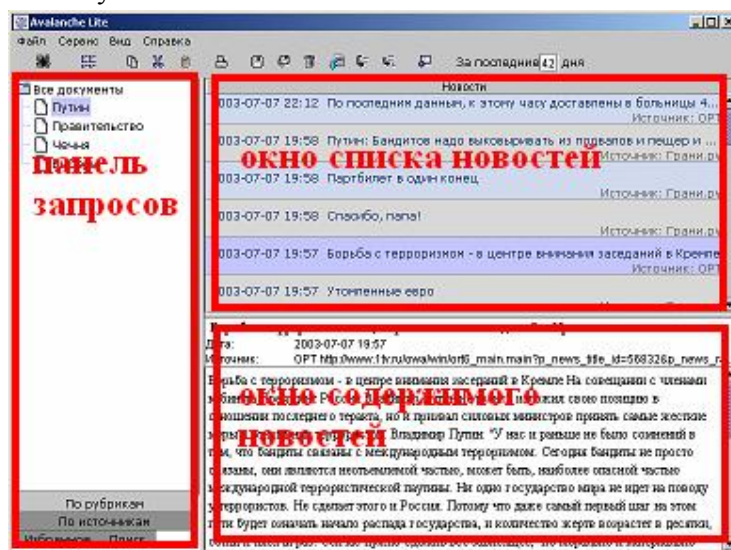 Avalanche Lite
Файл Сервис Вид Справка
За последние 42 дня
Все документы
Путин
Правительство
Чечня
панель
запросов
По рубрикам
По источникам
Избранное Поиск
Новости
003-07-07 22:12 По последним данным, к этому часу доставлены в больницы 4...
Источник: ОРТ
003-07-07 19:58 Путин: Бандитов надо выковыривать из подвалов и пещер и ...
окно списка новостей
Источник: Грани.ру
003-07-07 19:58 Партбилет в один конец
Источник: Грани.ру
003-07-07 19:58 Спасибо, папа!
Источник: Грани.ру
003-07-07 19:57 Борьба с терроризмом - в центре внимания заседаний в Кремле
Источник: ОРТ
003-07-07 19:57 Утомленные евро
Дата: 2003-07-07 19:57
Источник: ОРТ http://www.1tv.ru/owa/win/ort6_main.main?p_news_title_id=56832&p_news_r
Борьба с терроризмом - в центре внимания заседаний в Кремле На совещании с членами
окно содержимого
новостей
отношении последнего теракта, но и призвал силовых министров принять самые жесткие
Владимир Путин "У нас и раньше не было сомнений в
том, что бандиты связаны с международным терроризмом. Сегодня бандиты не просто
связаны, они являются неотъемлемой частью, может быть, наиболее опасной частью
международной террористической паутины. Ни одно государство мира не идет на поводу
у террористов. Не сделает этого и Россия. Потому что даже самый первый шаг на этом
пути будет означать начало распада государства, и количество жертв возрастет в десятки,